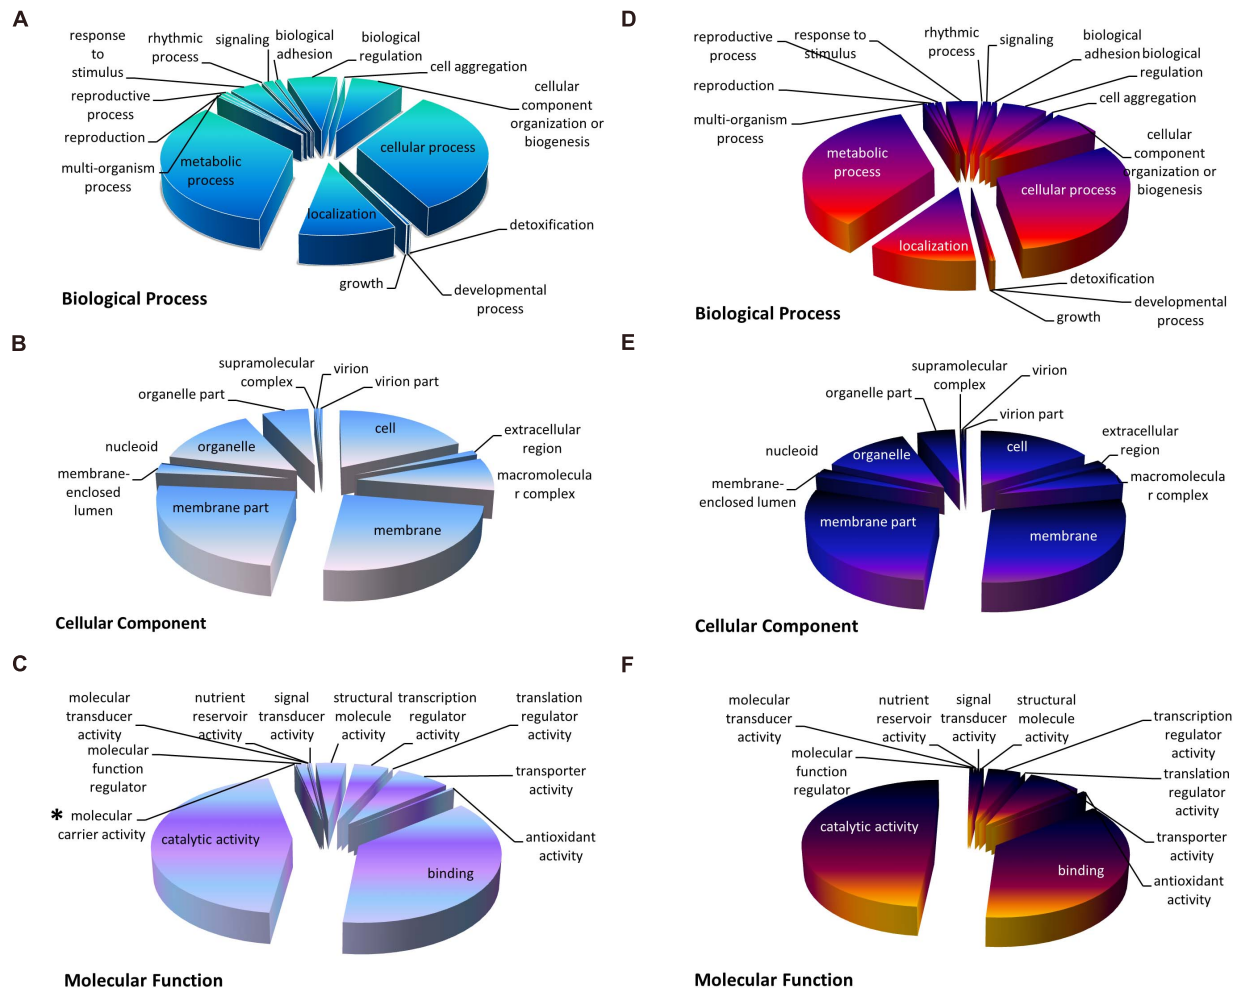 A
response
to
stimulus
rhythmic
process
signaling
biological
adhesion
biological
regulation
cell aggregation
cellular
component
organization or
biogenesis
reproductive
process
reproduction
multi-organism
process
metabolic
process
cellular process
localization
detoxification
growth
developmental
process
Biological Process
D
reproductive
process
response to
stimulus
rhythmic
process
signaling
biological
adhesion
biological
regulation
reproduction
cell aggregation
multi-organism
process
cellular
component
organization or
biogenesis
metabolic
process
cellular process
localization
detoxification
developmental
process
growth
Biological Process
B
supramolecular
complex
virion
virion part
organelle part
cell
extracellular
region
nucleoid
organelle
membrane-
enclosed
lumen
macromolecula
r complex
membrane part
membrane
Cellular Component
E
supramolecular
complex
virion
organelle part
virion part
nucleoid
organelle
cell
extracellular
region
membrane-
enclosed lumen
macromolecula
r complex
membrane part
membrane
Cellular Component
C
molecular
transducer
activity
nutrient
reservoir
activity
signal
transducer
activity
structural
molecule
activity
transcription
regulator
activity
translation
regulator
activity
molecular
function
regulator
transporter
activity
* molecular
carrier activity
catalytic activity
antioxidant
activity
binding
Molecular Function
F
molecular
transducer
activity
nutrient
reservoir
activity
signal
transducer
activity
structural
molecule
activity
transcription
regulator
activity
molecular
function
regulator
translation
regulator
activity
catalytic activity
transporter
activity
binding
antioxidant
activity
Molecular Function